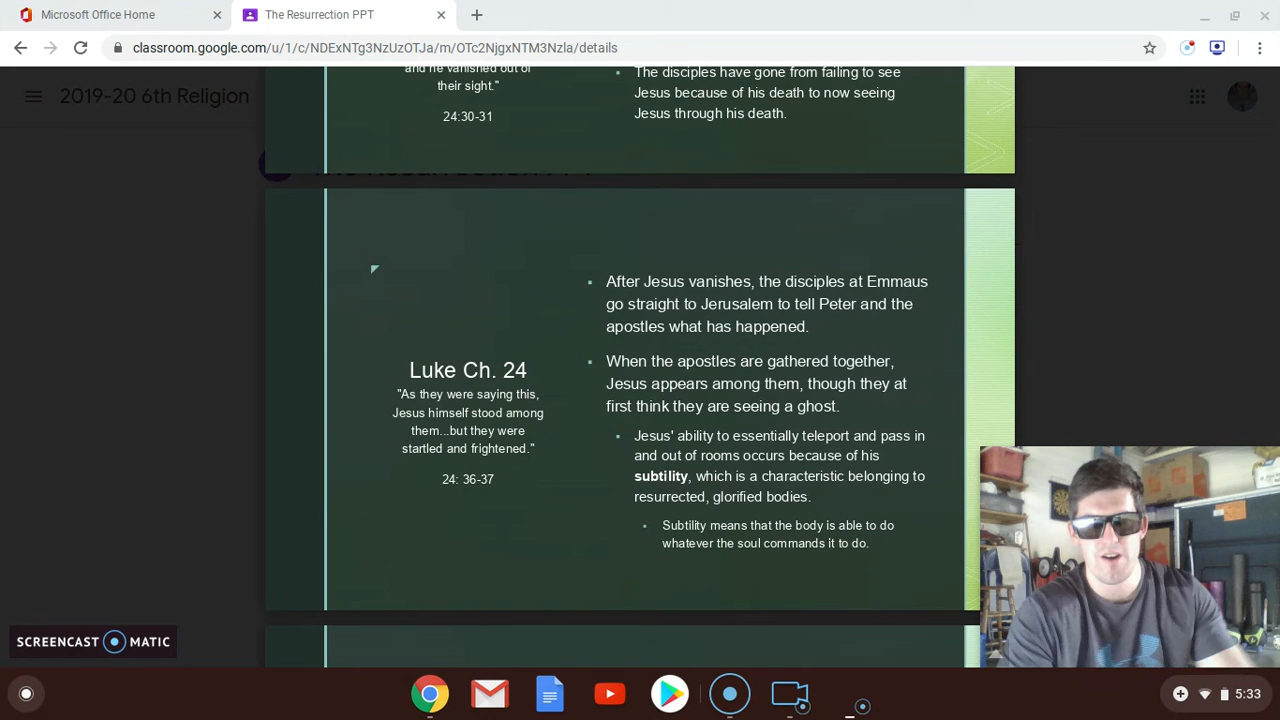 Microsoft Office Home
The Resurrection PPT
classroom.google.com/u/1/c/NDExNTg3NzUzOTJa/m/OTc2NjgxNTM3Nzla/details
2019-20 6th Religion
and he vanished out of
their sight."
24:30-31
The disciples have gone from failing to see
Jesus because of his death to now seeing
Jesus through his death.
Luke Ch. 24
"As they were saying this,
Jesus himself stood among
them...but they were
startled and frightened."
24: 36-37
After Jesus vanishes, the disciples at Emmaus
go straight to Jerusalem to tell Peter and the
apostles what has happened.
When the apostles are gathered together,
Jesus appears among them, though they at
first think they are seeing a ghost.
Jesus' ability to essentially teleport and pass in
and out of rooms occurs because of his
subtility, which is a characteristic belonging to
resurrected, glorified bodies.
Subtility means that the body is able to do
whatever the soul commands it to do.
SCREENCAST MATIC
5:33